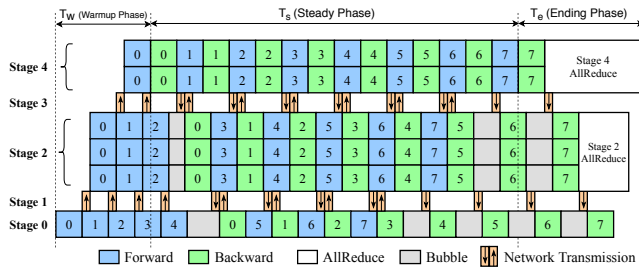 T_W (Warmup Phase) T_s (Steady Phase) T_e (Ending Phase)
0 0 1 1 2 2 3 3 4 4 5 5 6 6 7 7
Stage 4
0 0 1 1 2 2 3 3 4 4 5 5 6 6 7 7
Stage 4
AllReduce
Stage 3
0 1 2 0 3 1 4 2 5 3 6 4 7 5 6 7
Stage 2
0 1 2 0 3 1 4 2 5 3 6 4 7 5 6 7
Stage 2
AllReduce
0 1 2 0 3 1 4 2 5 3 6 4 7 5 6 7
Stage 1
Stage 0 0 1 2 3 4 0 5 1 6 2 7 3 4 5 6 7
Forward Backward AllReduce Bubble Network Transmission